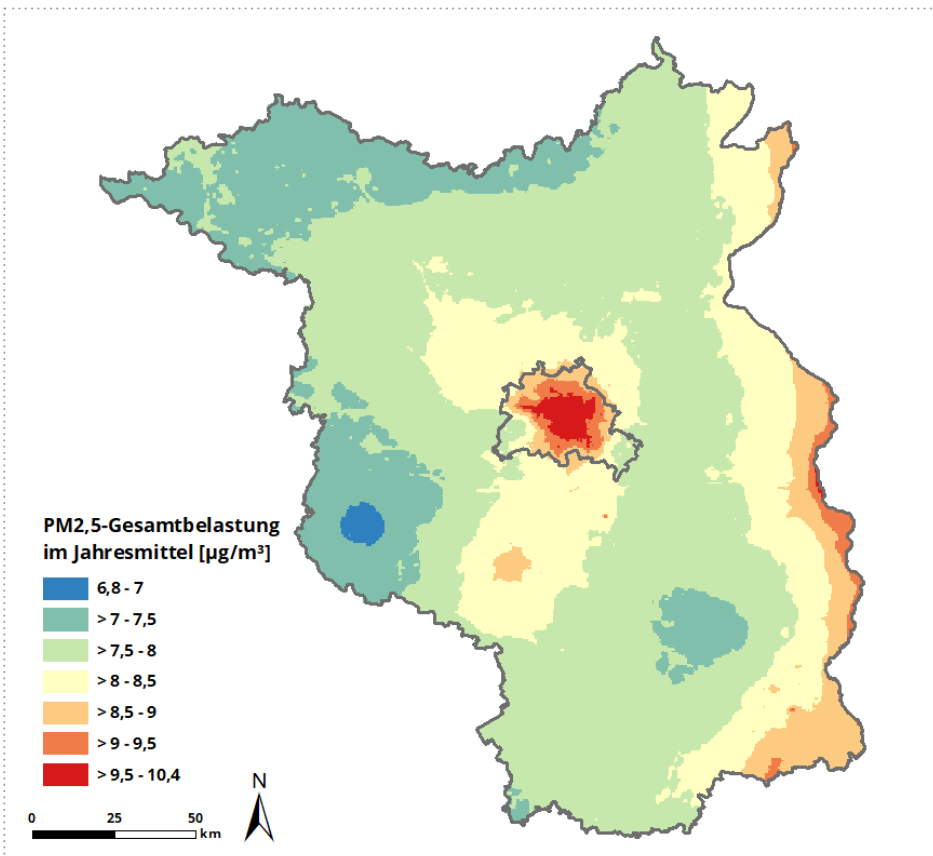 PM2,5-Gesamtbelastung
im Jahresmittel [µg/m³]
6,8 - 7
> 7 - 7,5
> 7,5 - 8
> 8 - 8,5
> 8,5 - 9
> 9 - 9,5
> 9,5 - 10,4
N
0 25 50
km